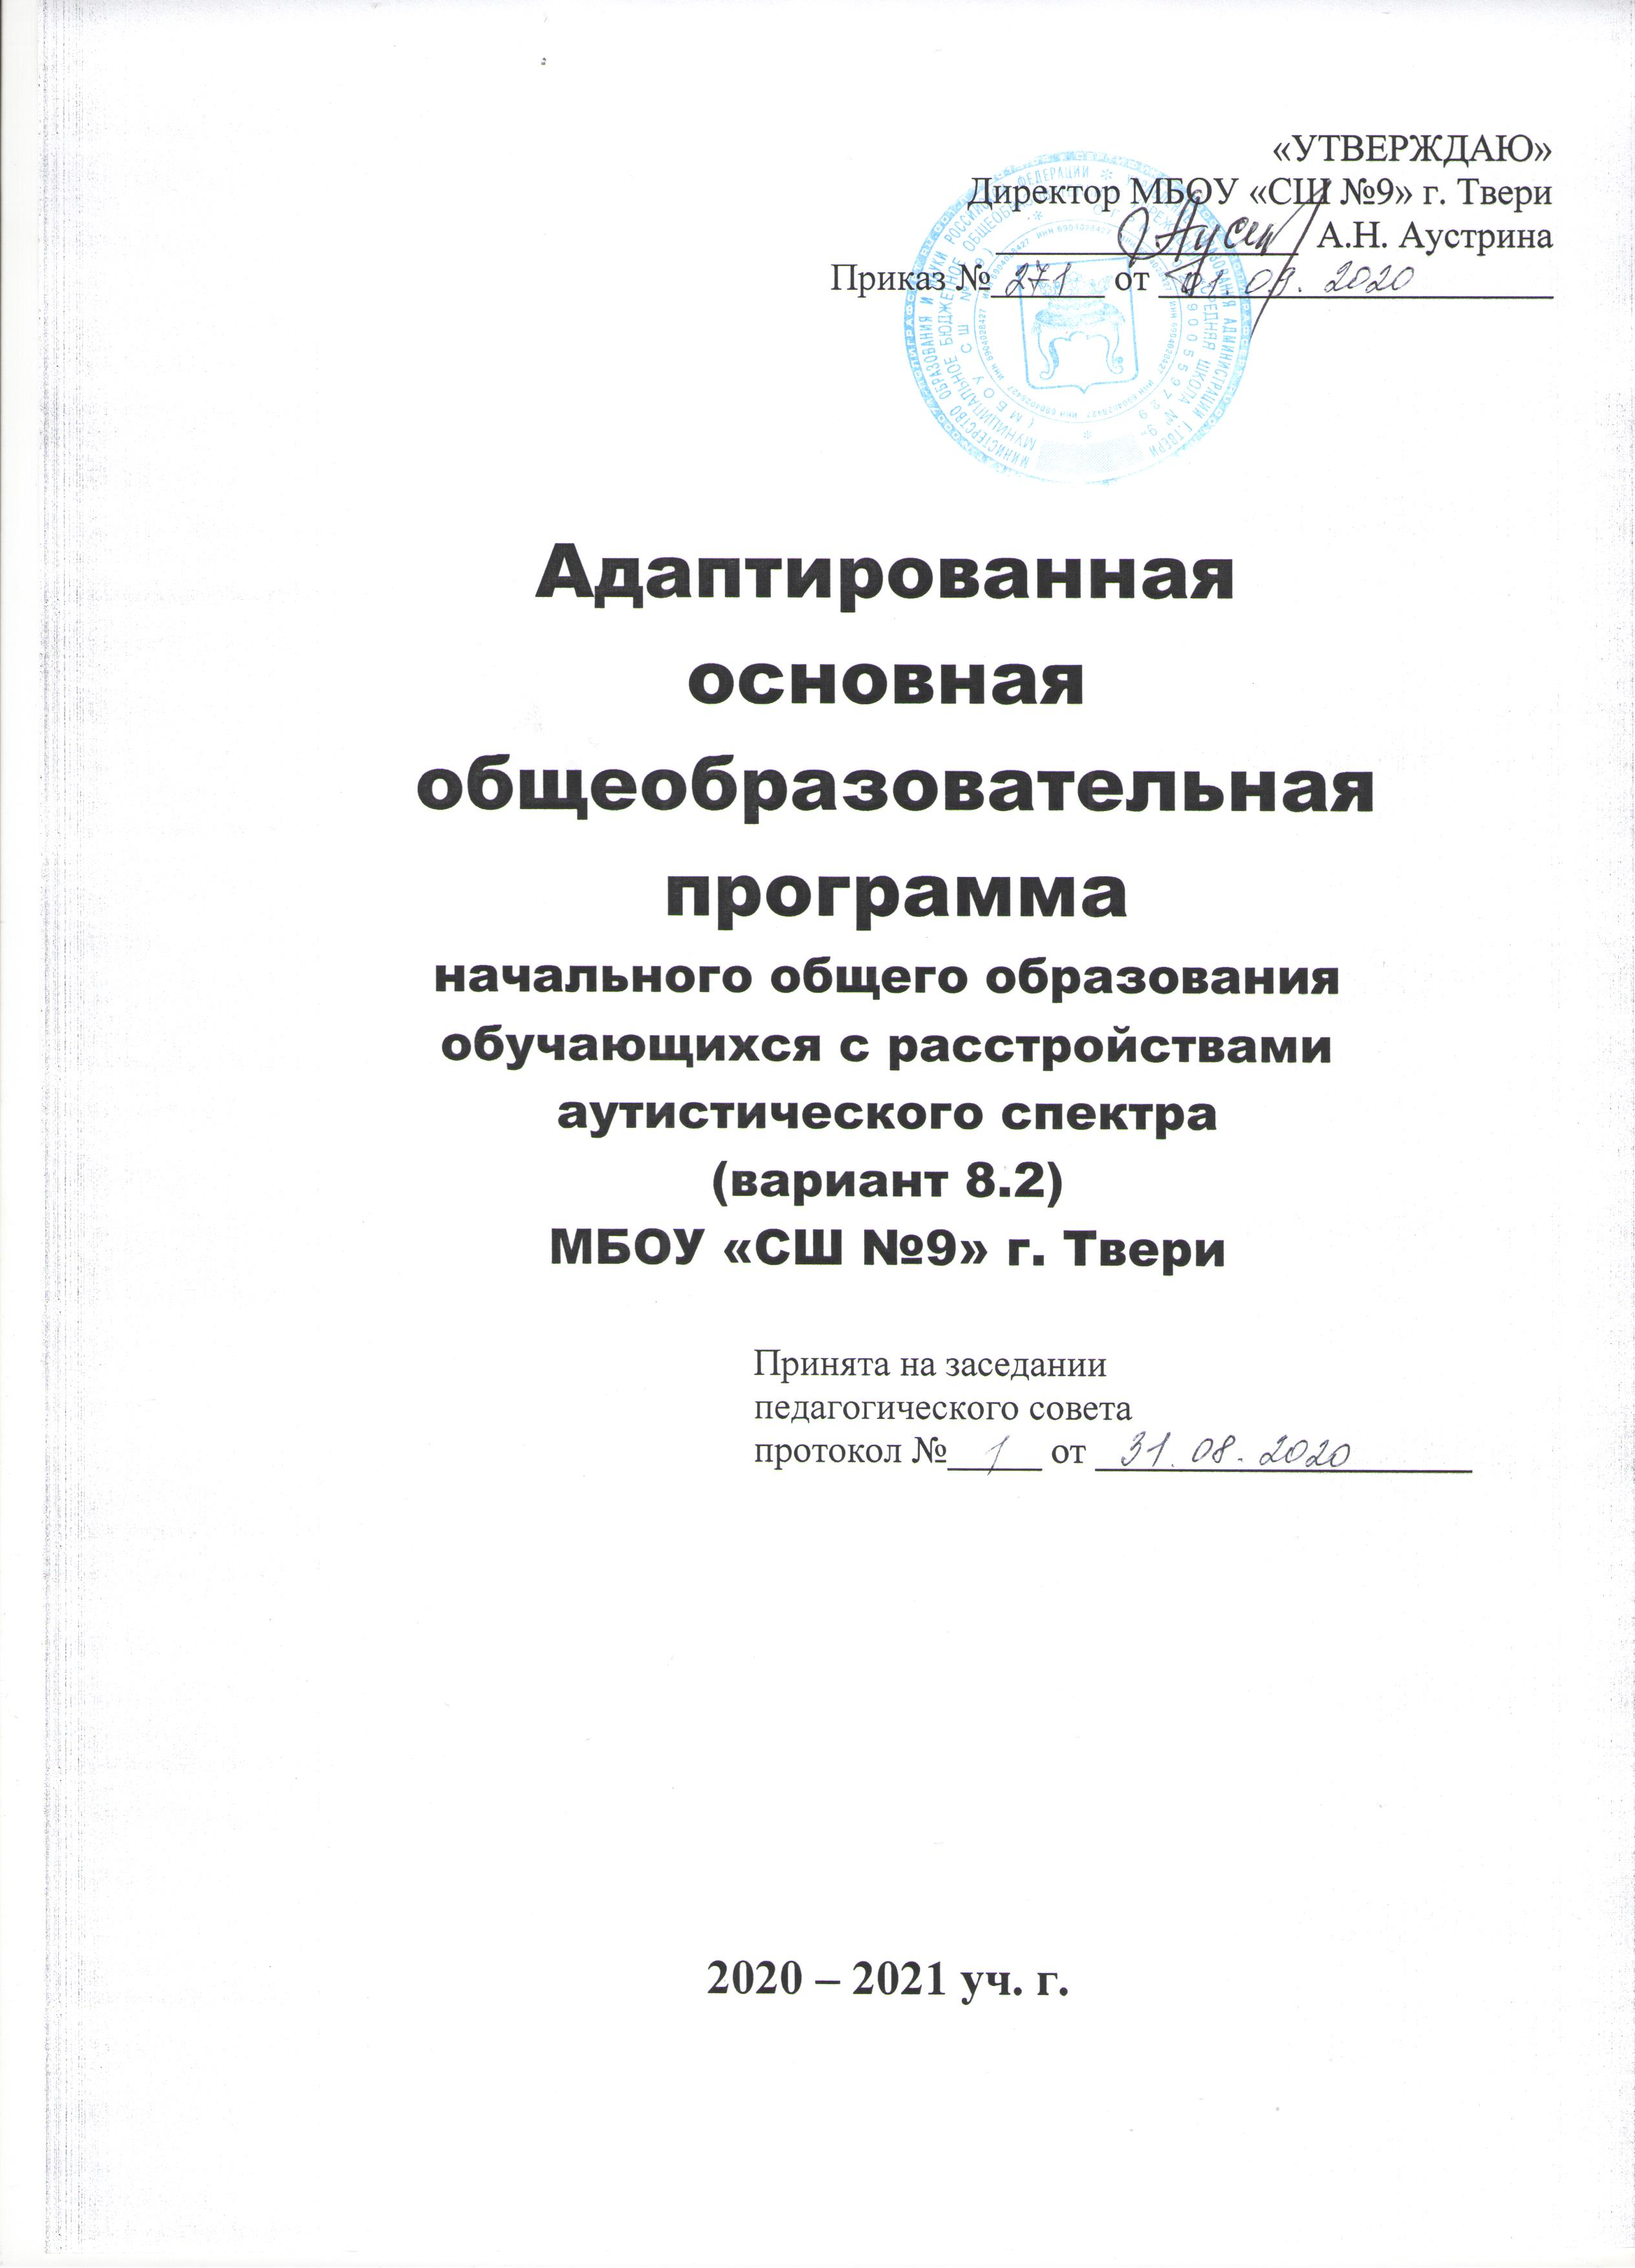 «УТВЕРЖДАЮ»
Директор МБОУ «СШ №9» г. Твери
А.Н. Аустрина
Приказ № 271 от 01.09.2020
Адаптированная
основная
общеобразовательная
программа
начального общего образования
обучающихся с расстройствами
аутистического спектра
(вариант 8.2)
МБОУ «СШ №9» г. Твери
Принята на заседании
педагогического совета
протокол № 1 от 31.08.2020
2020 – 2021 уч. г.